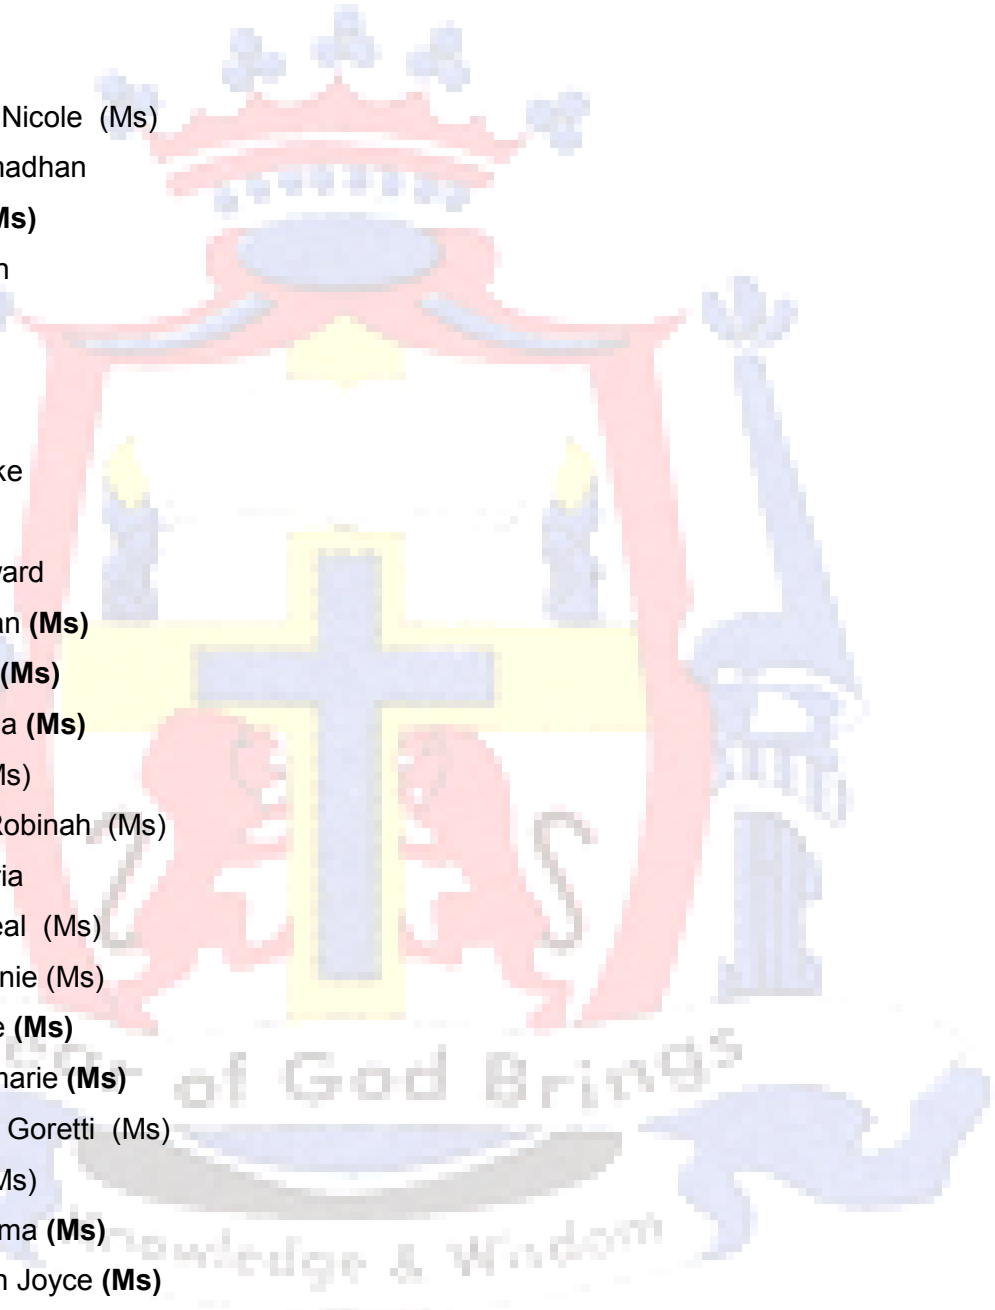 Nicole (Ms)
nadhan
Ms)
n
ke
vard
an (Ms)
(Ms)
a (Ms)
Ms)
Robinah (Ms)
ria
eal (Ms)
nie (Ms)
e (Ms)
marie (Ms)
of God Brings
Goretti (Ms)
Ms)
ma (Ms)
Knowledge & Wisdom
n Joyce (Ms)